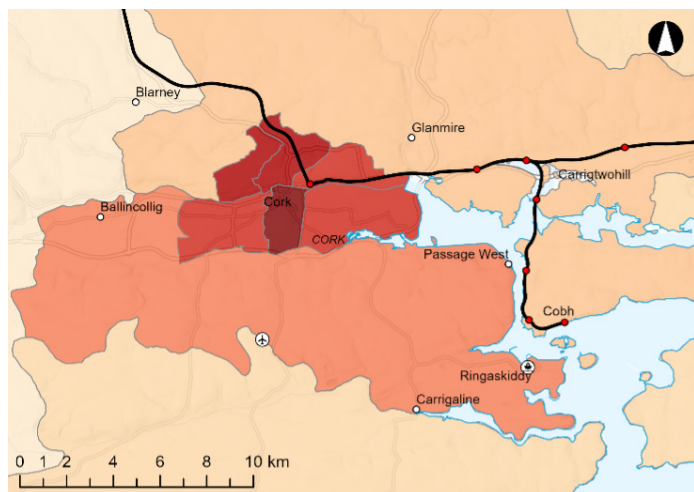 Blarney
Glanmire
Carrigtwohill
Cork
Ballincollig
CORK
Passage West
Cobh
Ringaskiddy
Carrigaline
0 1 2 4 6 8 10 km